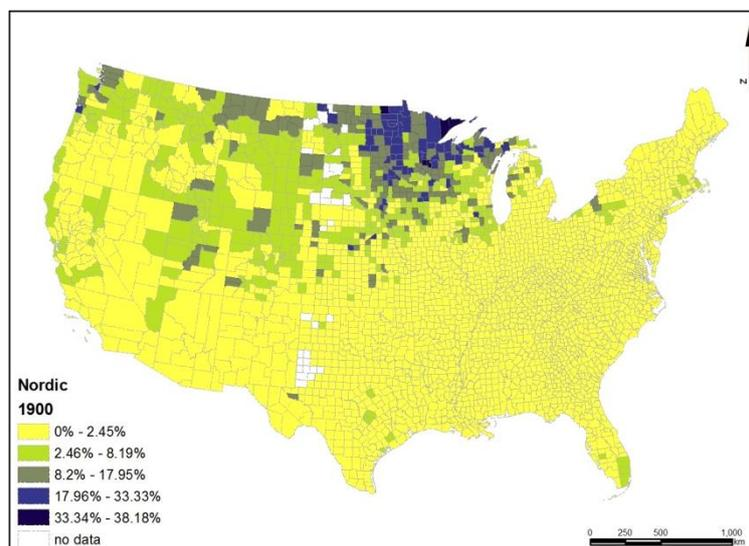 z
Nordic
1900
0% - 2.45%
2.46% - 8.19%
8.2% - 17.95%
17.96% - 33.33%
33.34% - 38.18%
no data
0 250 500 1,000
km